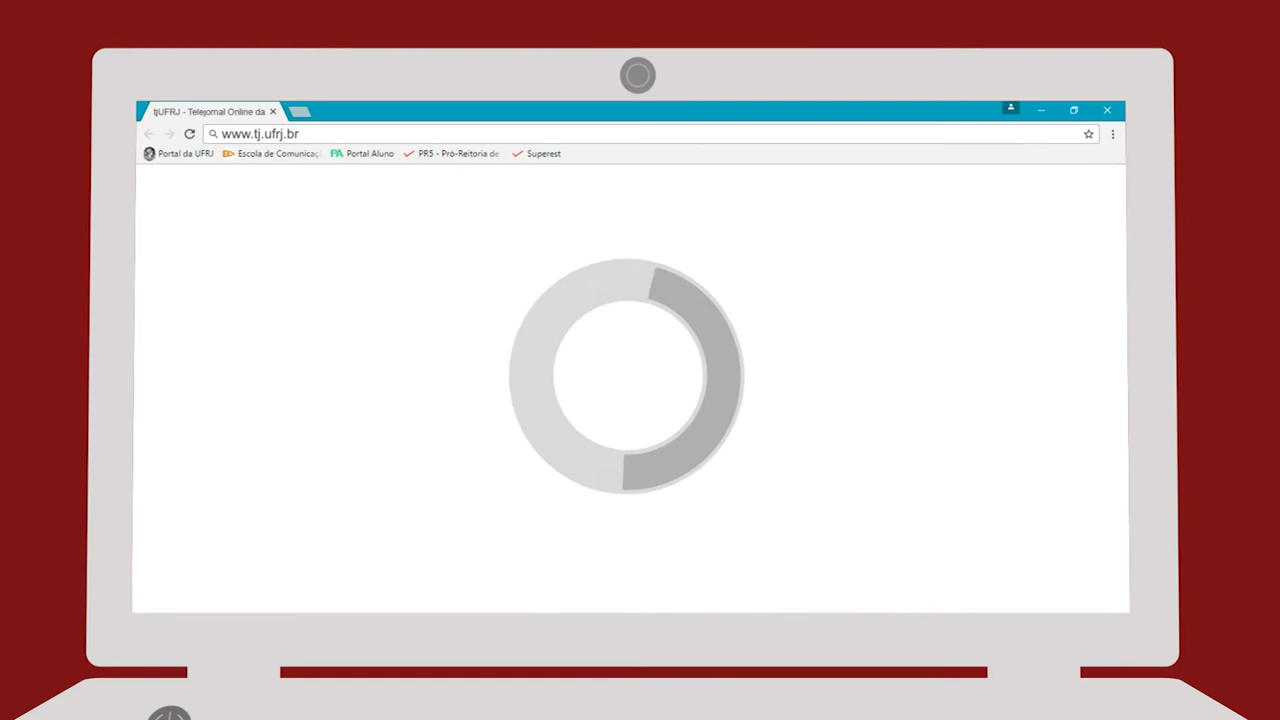 tjUFRJ - Telejornal Online da
www.tj.ufrj.br
Portal da UFRJ Escola de Comunicaç PA Portal Aluno PR5 - Pró-Reitoria de Superest